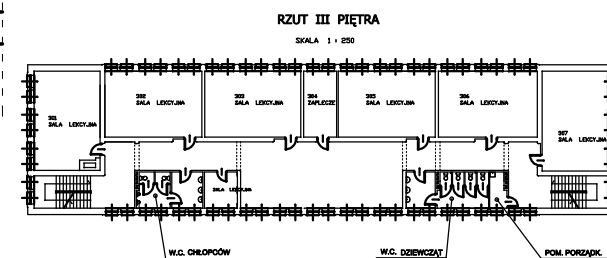 RZUT III PIĘTRA
SKALA 1 : 250
302
SALA LEKCYJNA
303
SALA LEKCYJNA
304
ZAPLECZE
305
SALA LEKCYJNA
306
SALA LEKCYJNA
301
SALA LEKCYJNA
307
SALA LEKCYJNA
SALA LEKCYJNA
W.C. CHŁOPCÓW
W.C. DZIEWCZĄT
POM. PORZĄDK.